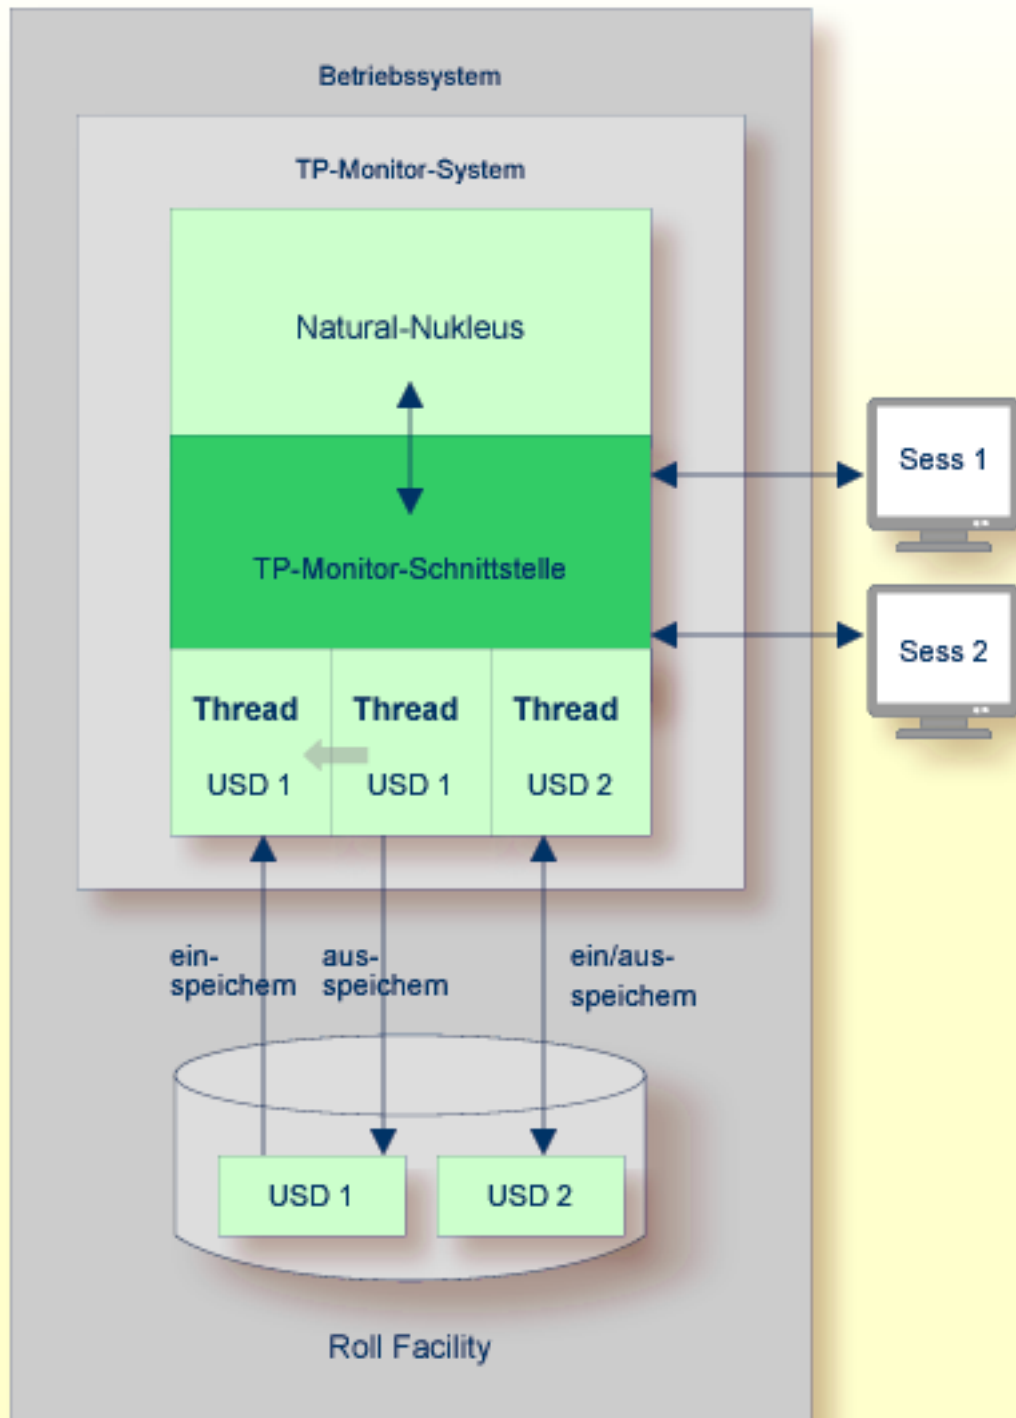 Betriebssystem
TP-Monitor-System
Natural-Nukleus
TP-Monitor-Schnittstelle
Sess 1
Sess 2
Thread Thread Thread
USD 1 USD 1 USD 2
ein- aus- ein/aus-
speichern speichern speichern
USD 1 USD 2
Roll Facility